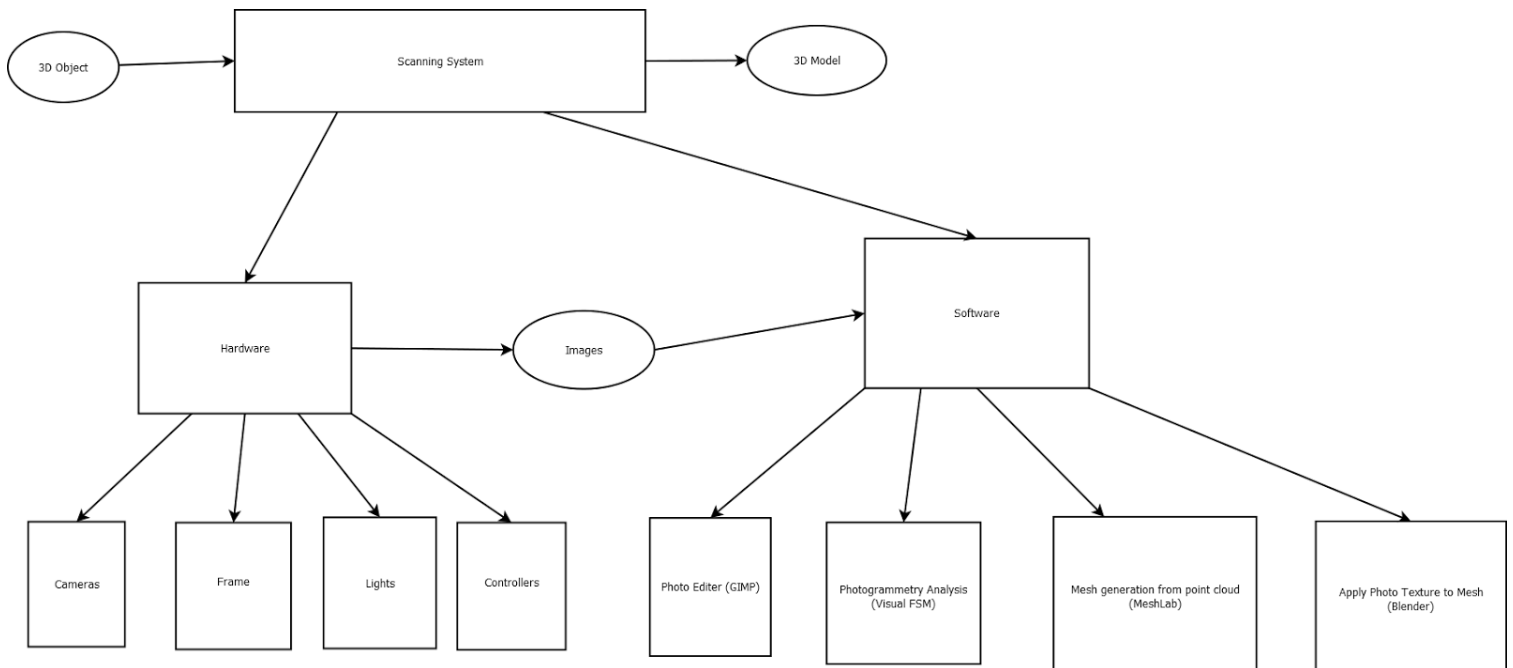 3D Object
Scanning System
3D Model
Hardware
Images
Software
Cameras
Frame
Lights
Controllers
Photo Editer (GIMP)
Photogrammetry Analysis
(Visual FSM)
Mesh generation from point cloud
(MeshLab)
Apply Photo Texture to Mesh
(Blender)